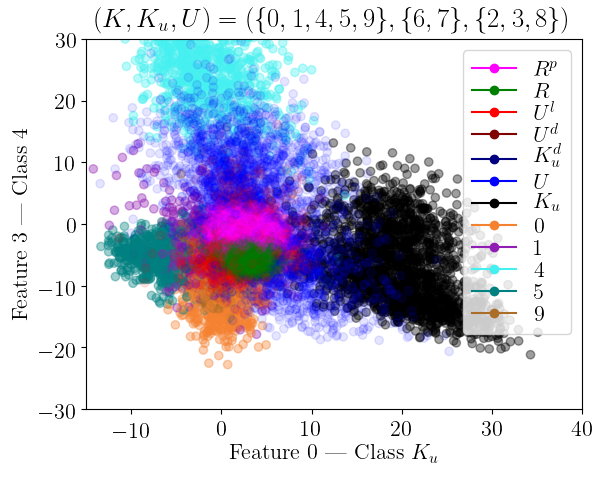 (K, K_u, U) = ({0, 1, 4, 5, 9}, {6, 7}, {2, 3, 8})
30
20
10
0
−10
−20
−30
Feature 3 — Class 4
−10
0
10
20
30
40
Feature 0 — Class K_u
R^p
R
U^l
U^d
K_u^d
U
K_u
0
1
4
5
9